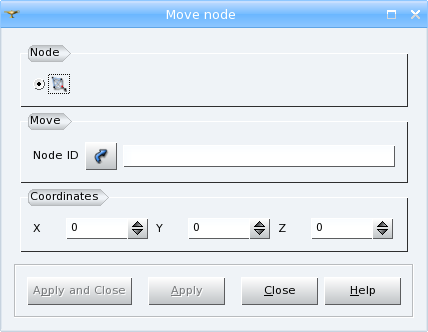 Move node
Node
Move
Node ID
Coordinates
X 0 Y 0 Z 0
Apply and Close Apply Close Help